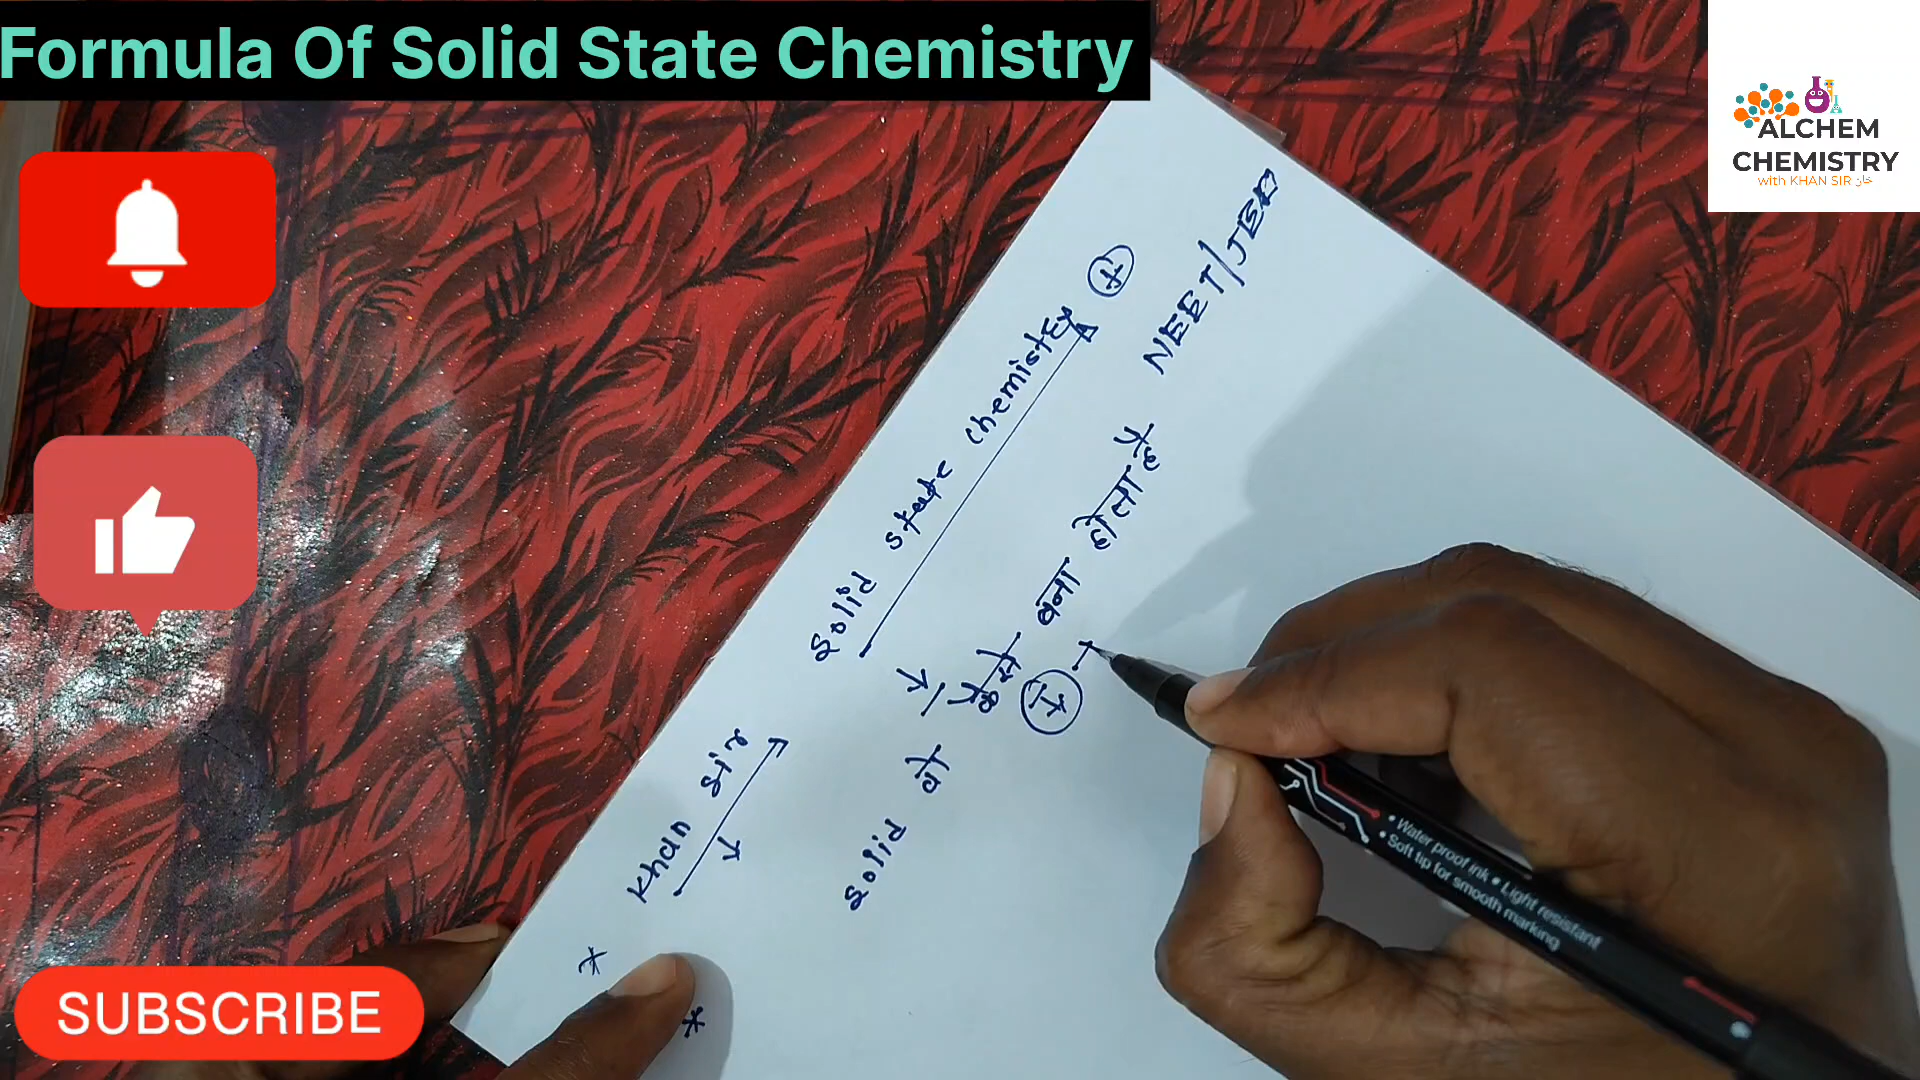 Formula Of Solid State Chemistry
ALCHEM
CHEMISTRY
with KHAN SIR خان
SUBSCRIBE
* Khan Sir
Solid State Chemistry
NEET/JEE
* Solid
बना होता है
• Water proof ink • Light resistant
• Soft tip for smooth marking